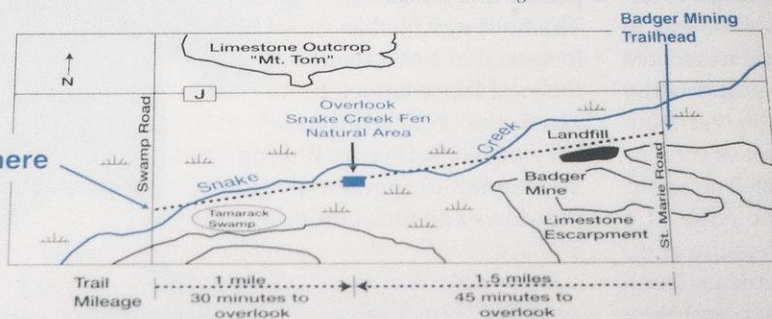 Badger Mining
Trailhead
Limestone Outcrop
"Mt. Tom"
N
J
Overlook
Snake Creek Fen
Natural Area
Landfill
here
Swamp Road
Snake Creek
Tamarack
Swamp
Badger
Mine
Limestone
Escarpment
St. Marie Road
Trail
Mileage
1 mile
30 minutes to
overlook
1.5 miles
45 minutes to
overlook